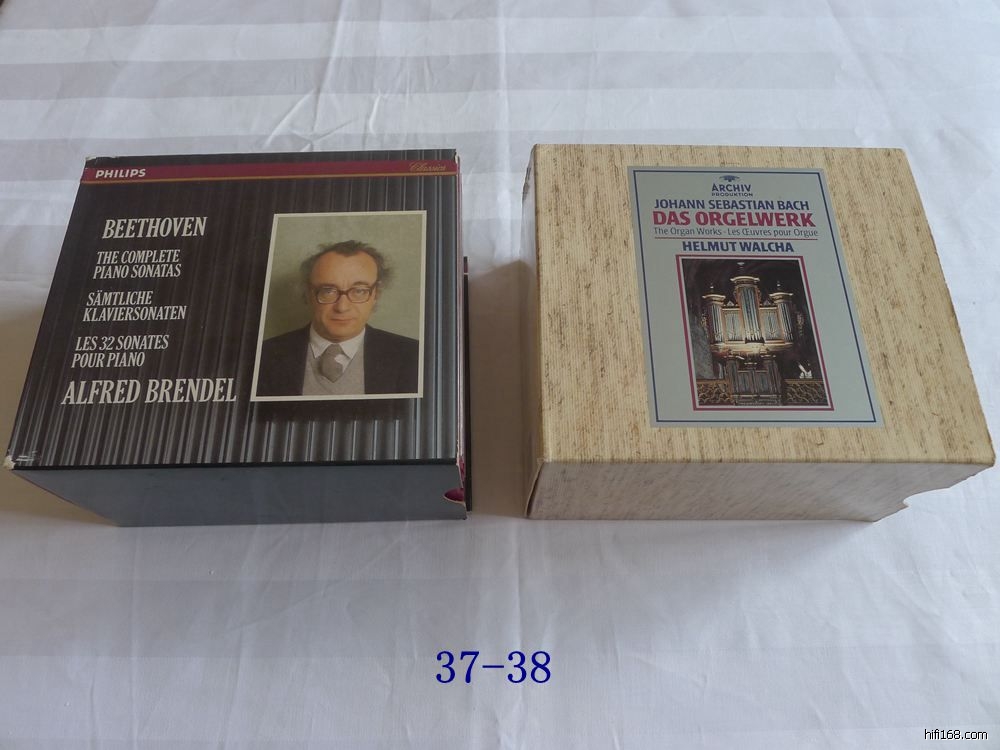 PHILIPS
Classics
BEETHOVEN
THE COMPLETE
PIANO SONATAS
SÄMTLICHE
KLAVIERSONATEN
LES 32 SONATES
POUR PIANO
ALFRED BRENDEL
ARCHIV
PRODUKTION
JOHANN SEBASTIAN BACH
DAS ORGELWERK
The Organ Works · Les Œuvres pour Orgue
HELMUT WALCHA
37-38
hifi168.com